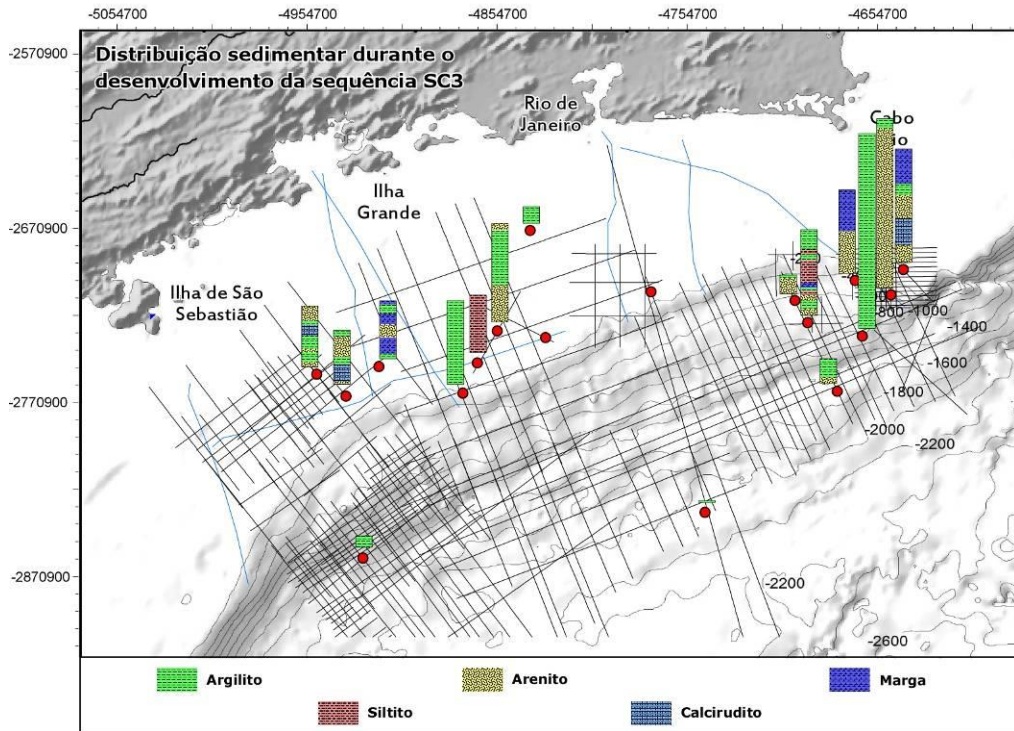 -5054700
-4954700
-4854700
-4754700
-4654700
-2570900
Distribuição sedimentar durante o
desenvolvimento da sequência SC3
Rio de
Janeiro
Cabo
Ilha
Grande
-2670900
Ilha de São
Sebastião
-800
-1000
-1400
-1600
-2770900
-1800
-2000
-2200
-2870900
-2200
-2600
Argilito
Arenito
Marga
Siltito
Calcirudito